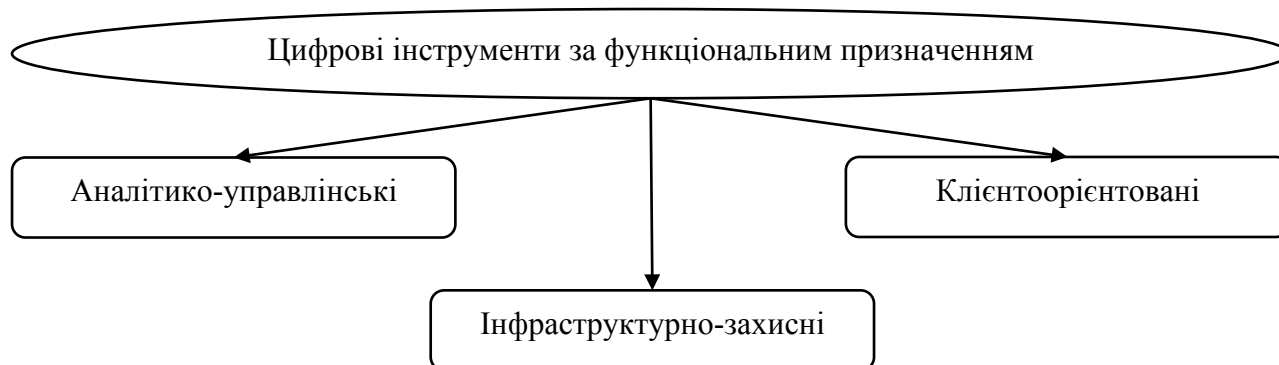 Цифрові інструменти за функціональним призначенням
Аналітико-управлінські
Клієнтоорієнтовані
Інфраструктурно-захисні